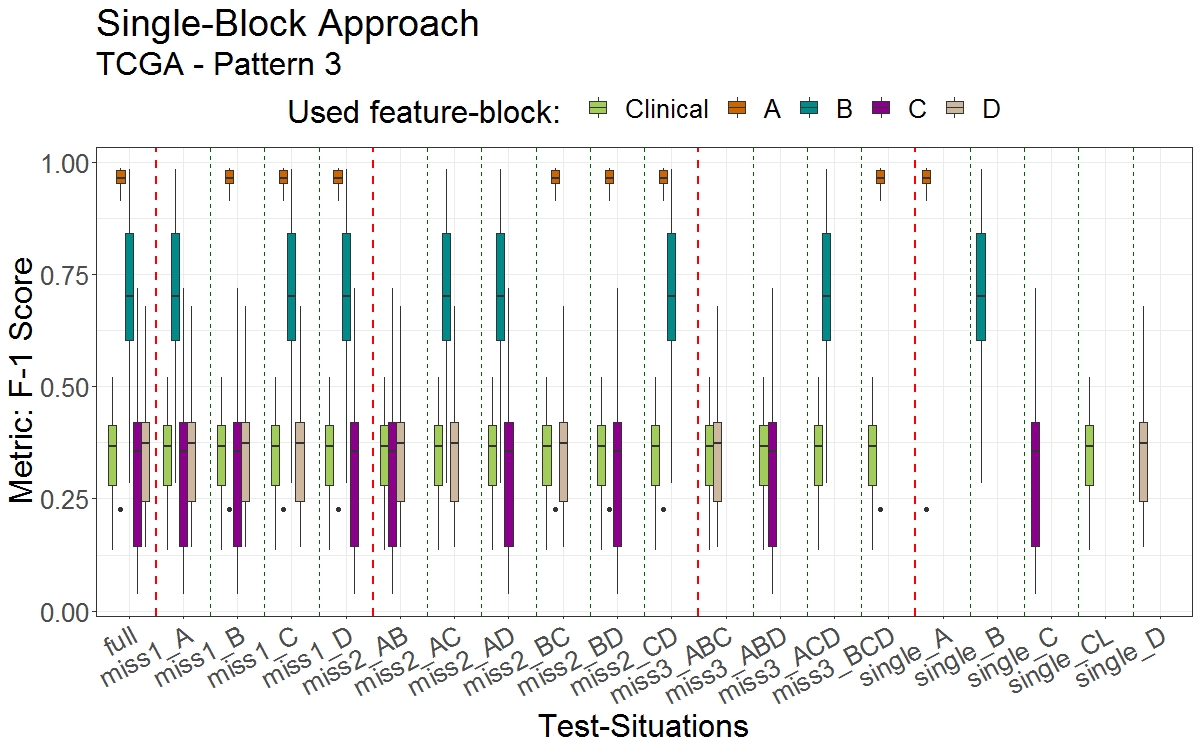 Single-Block Approach
TCGA - Pattern 3
Used feature-block: Clinical A B C D
Metric: F-1 Score
1.00
0.75
0.50
0.25
0.00
full miss1_A miss1_B miss1_C miss1_D miss2_AB miss2_AC miss2_AD miss2_BC miss2_BD miss2_CD miss3_ABC miss3_ABD miss3_ACD miss3_BCD single_A single_B single_C single_CL single_D
Test-Situations